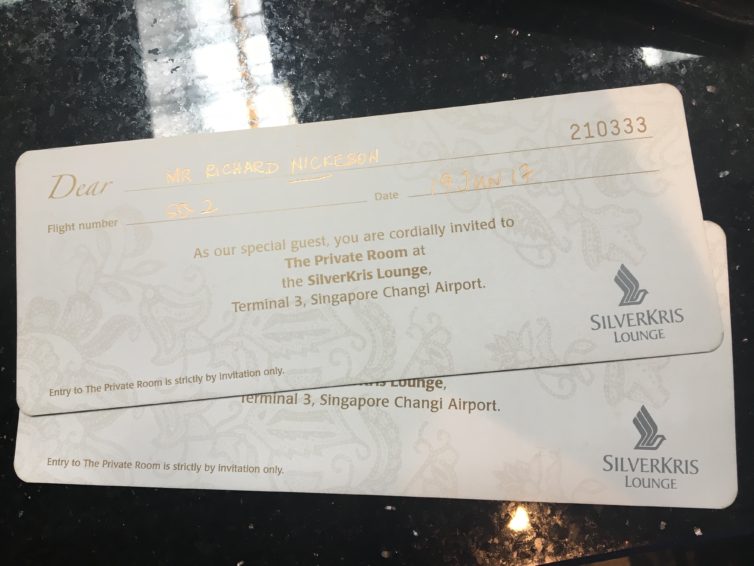 210333
Dear MR RICHARD NICKESON
Flight number SQ 2 Date JUN
As our special guest, you are cordially invited to
The Private Room at
the SilverKris Lounge,
Terminal 3, Singapore Changi Airport.
SILVERKRIS
LOUNGE
Entry to The Private Room is strictly by invitation only.
Lounge,
Terminal 3, Singapore Changi Airport.
SILVERKRIS
LOUNGE
Entry to The Private Room is strictly by invitation only.